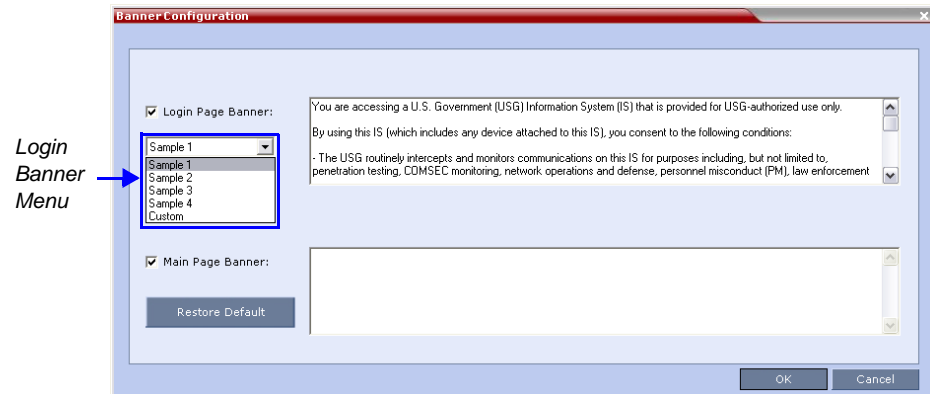 Banner Configuration
Login Page Banner:
You are accessing a U.S. Government (USG) Information System (IS) that is provided for USG-authorized use only.
By using this IS (which includes any device attached to this IS), you consent to the following conditions:
- The USG routinely intercepts and monitors communications on this IS for purposes including, but not limited to,
penetration testing, COMSEC monitoring, network operations and defense, personnel misconduct (PM), law enforcement
Login
Banner
Menu
Sample 1
Sample 1
Sample 2
Sample 3
Sample 4
Custom
Main Page Banner:
Restore Default
OK
Cancel